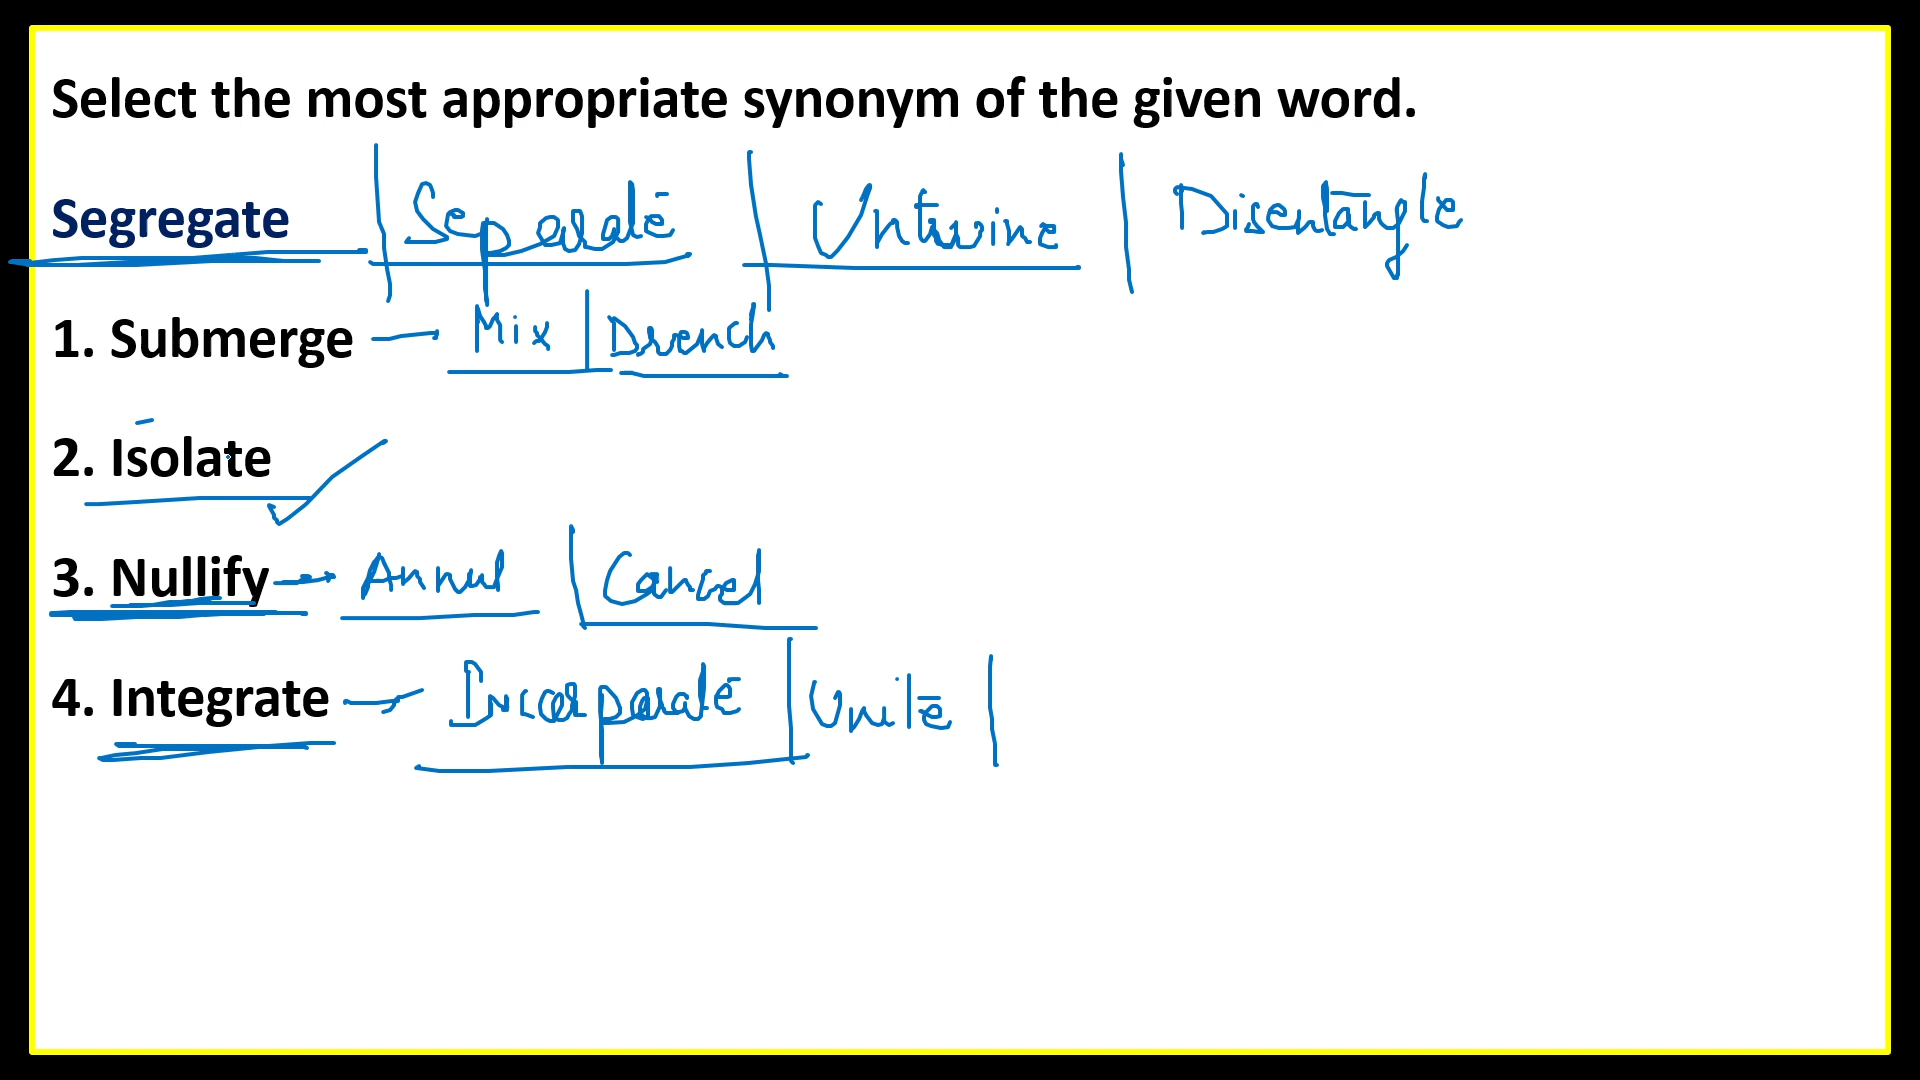 Select the most appropriate synonym of the given word.
Segregate | Separate | Untwine | Disentangle
1. Submerge → Mix | Drench
2. Isolate ✓
3. Nullify → Annul | Cancel
4. Integrate → Incorporate | Unite |